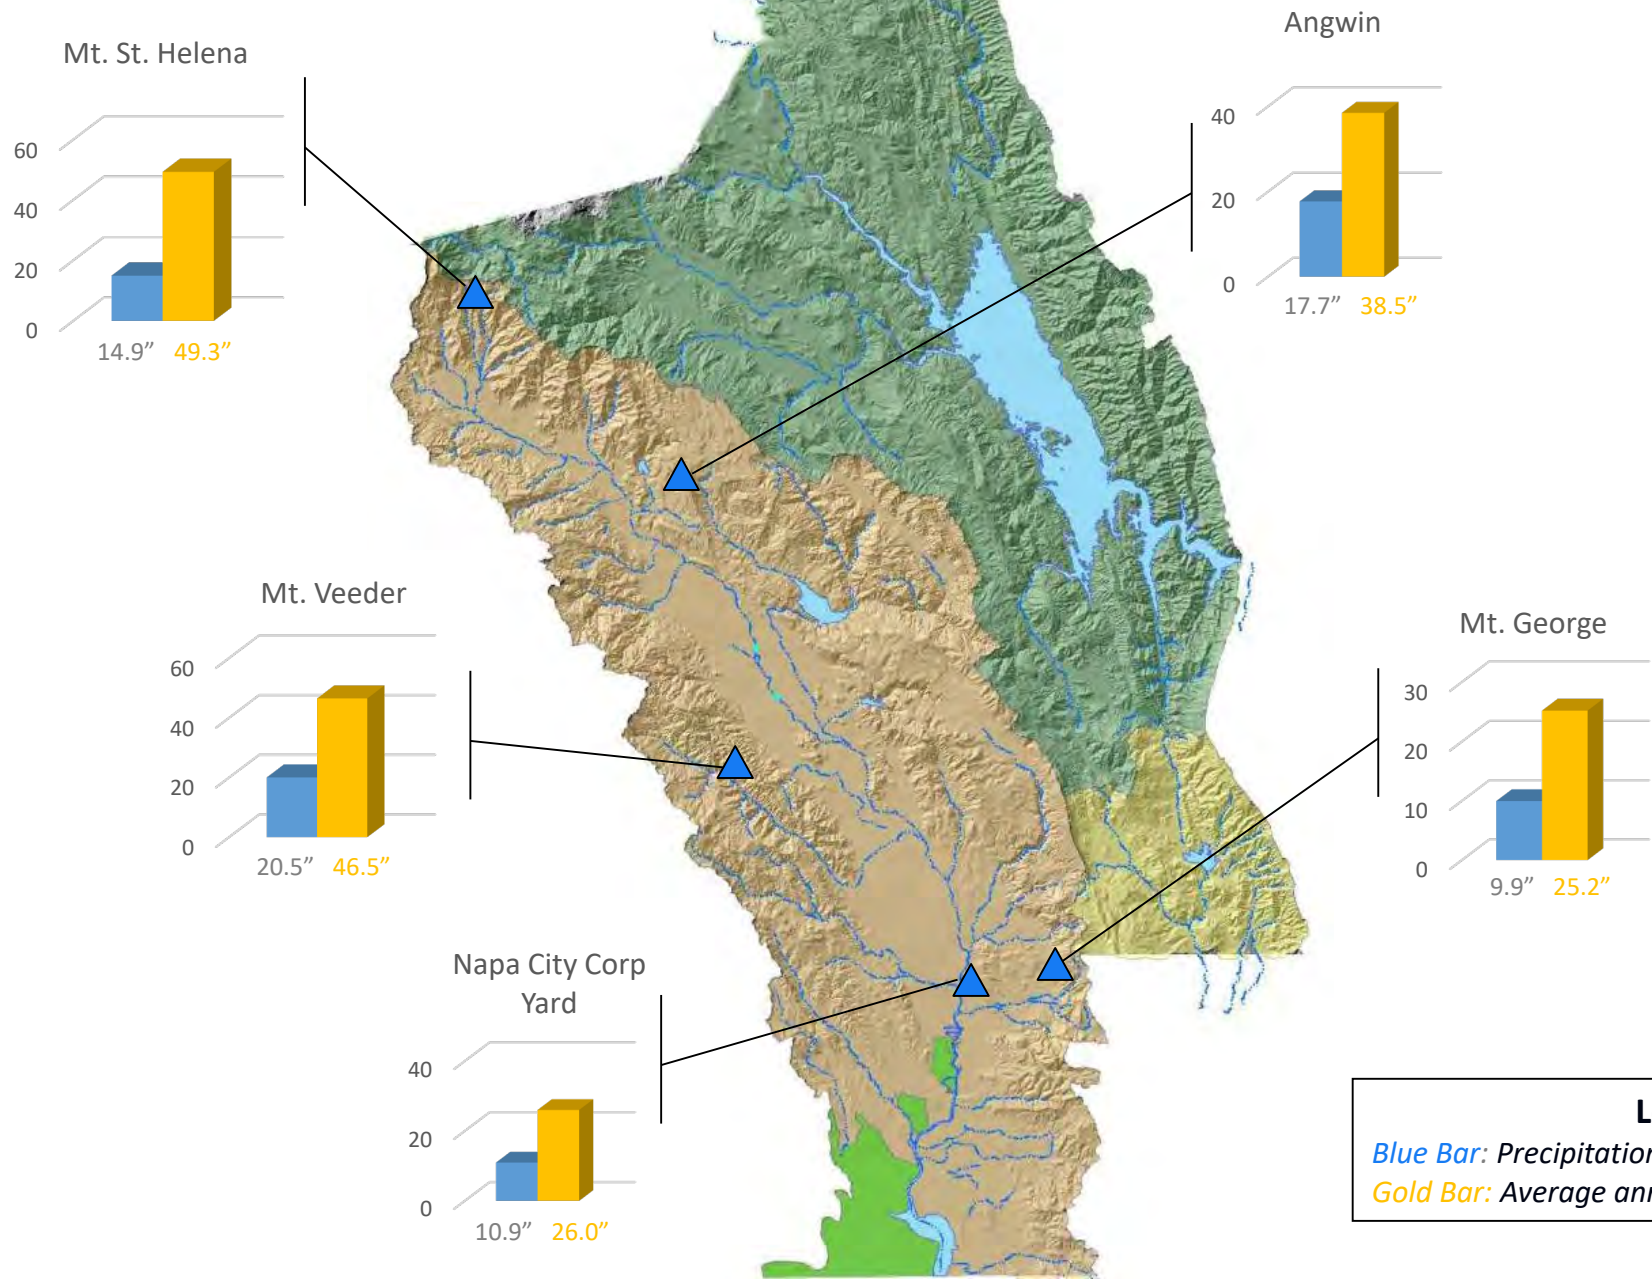 Angwin
Mt. St. Helena
40
20
0
17.7” 38.5”
60
40
20
0
14.9” 49.3”
Mt. Veeder
60
40
20
0
20.5” 46.5”
Mt. George
30
20
10
0
9.9” 25.2”
Napa City Corp
Yard
40
20
0
10.9” 26.0”
Blue Bar: Precipitation
Gold Bar: Average